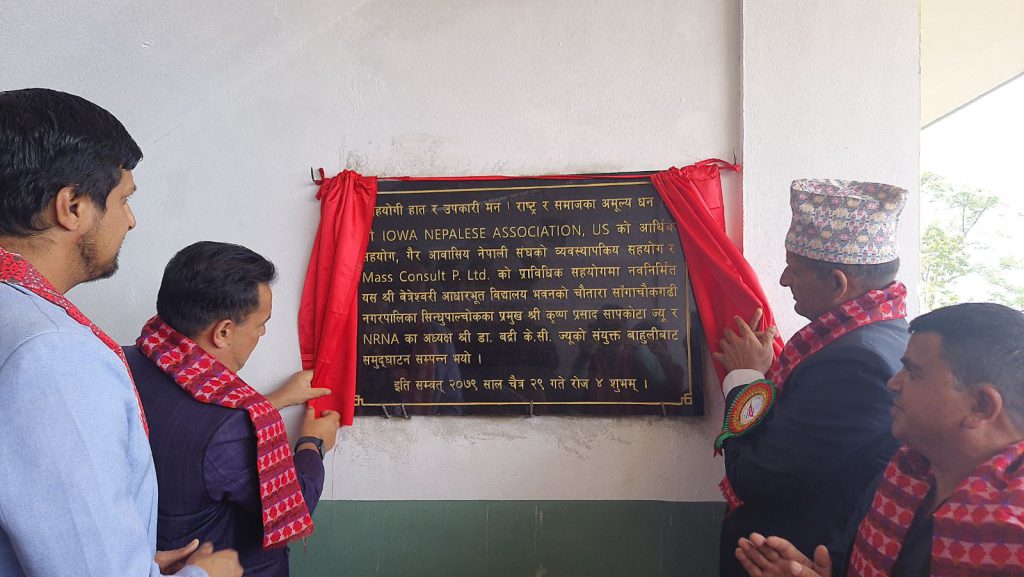 सहयोगी हात र उपकारी मन । राष्ट्र र समाजका अमूल्य धन
IOWA NEPALESE ASSOCIATION, US को आर्थिक
सहयोग, गैर आवासिय नेपाली संघको व्यवस्थापकिय सहयोग र
Mass Consult P. Ltd. को प्राविधिक सहयोगमा नवनिर्मित
यस श्री बेत्रेश्वरी आधारभूत विद्यालय भवनको चौतारा साँगाचौकगढी
नगरपालिका सिन्धुपाल्चोकका प्रमुख श्री कृष्ण प्रसाद सापकोटा ज्यू र
NRNA का अध्यक्ष श्री डा. बद्री के.सी. ज्यूको संयुक्त बाहुलीबाट
समुद्घाटन सम्पन्न भयो ।
इति सम्वत् २०७९ साल चैत्र २९ गते रोज ४ शुभम् ।